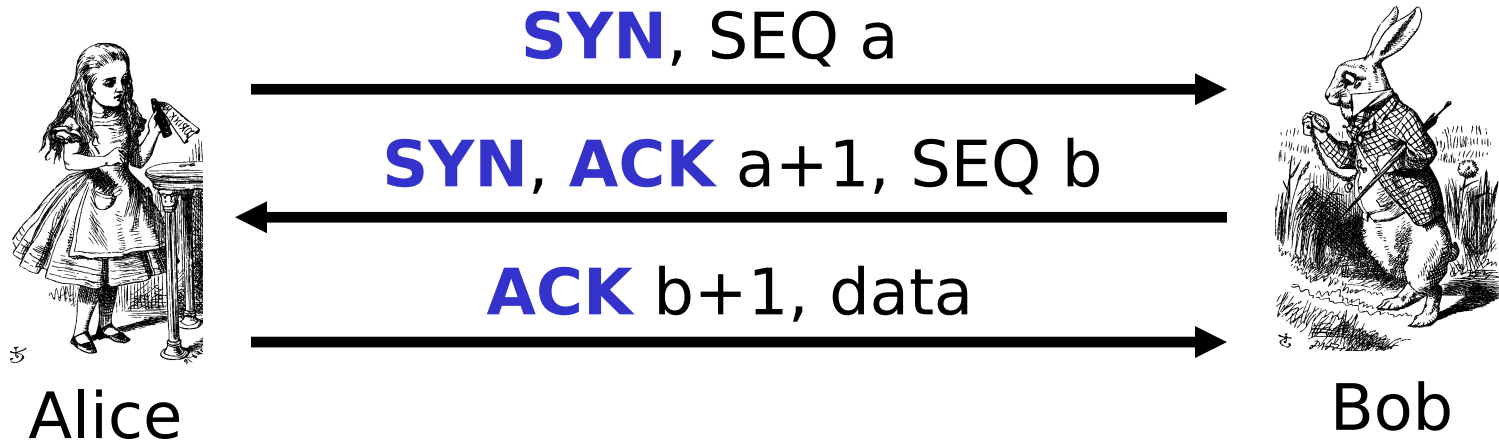 SYN, SEQ a
SYN, ACK a+1, SEQ b
ACK b+1, data
Alice
Bob